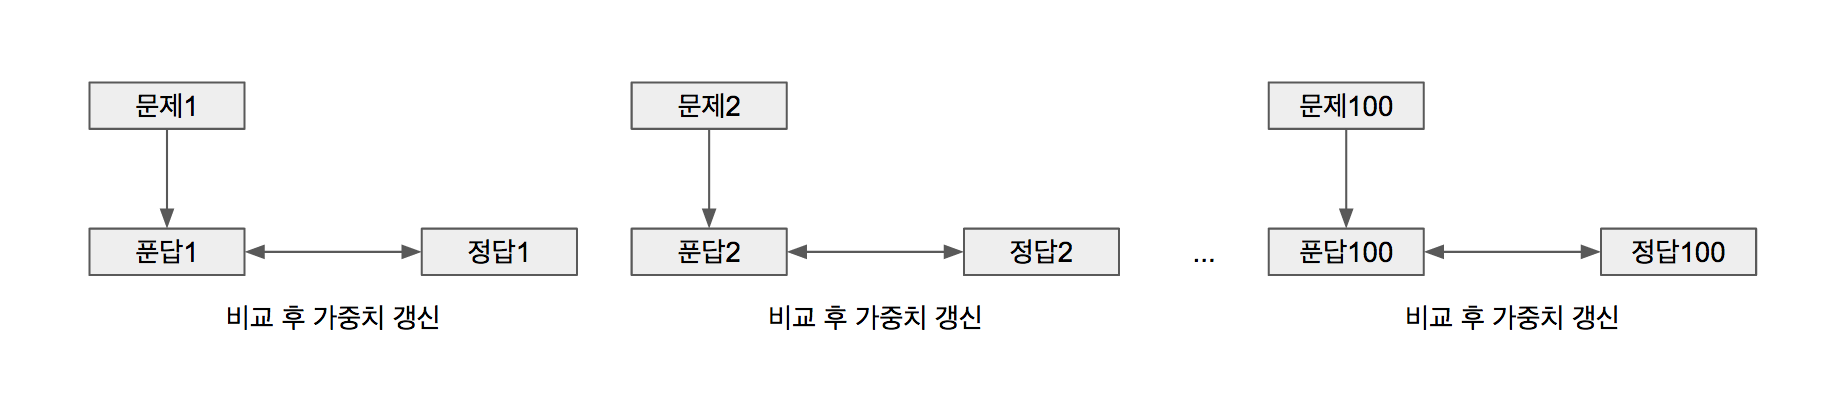 문제1
문제2
문제100
푼답1
정답1
푼답2
정답2
...
푼답100
정답100
비교 후 가중치 갱신
비교 후 가중치 갱신
비교 후 가중치 갱신